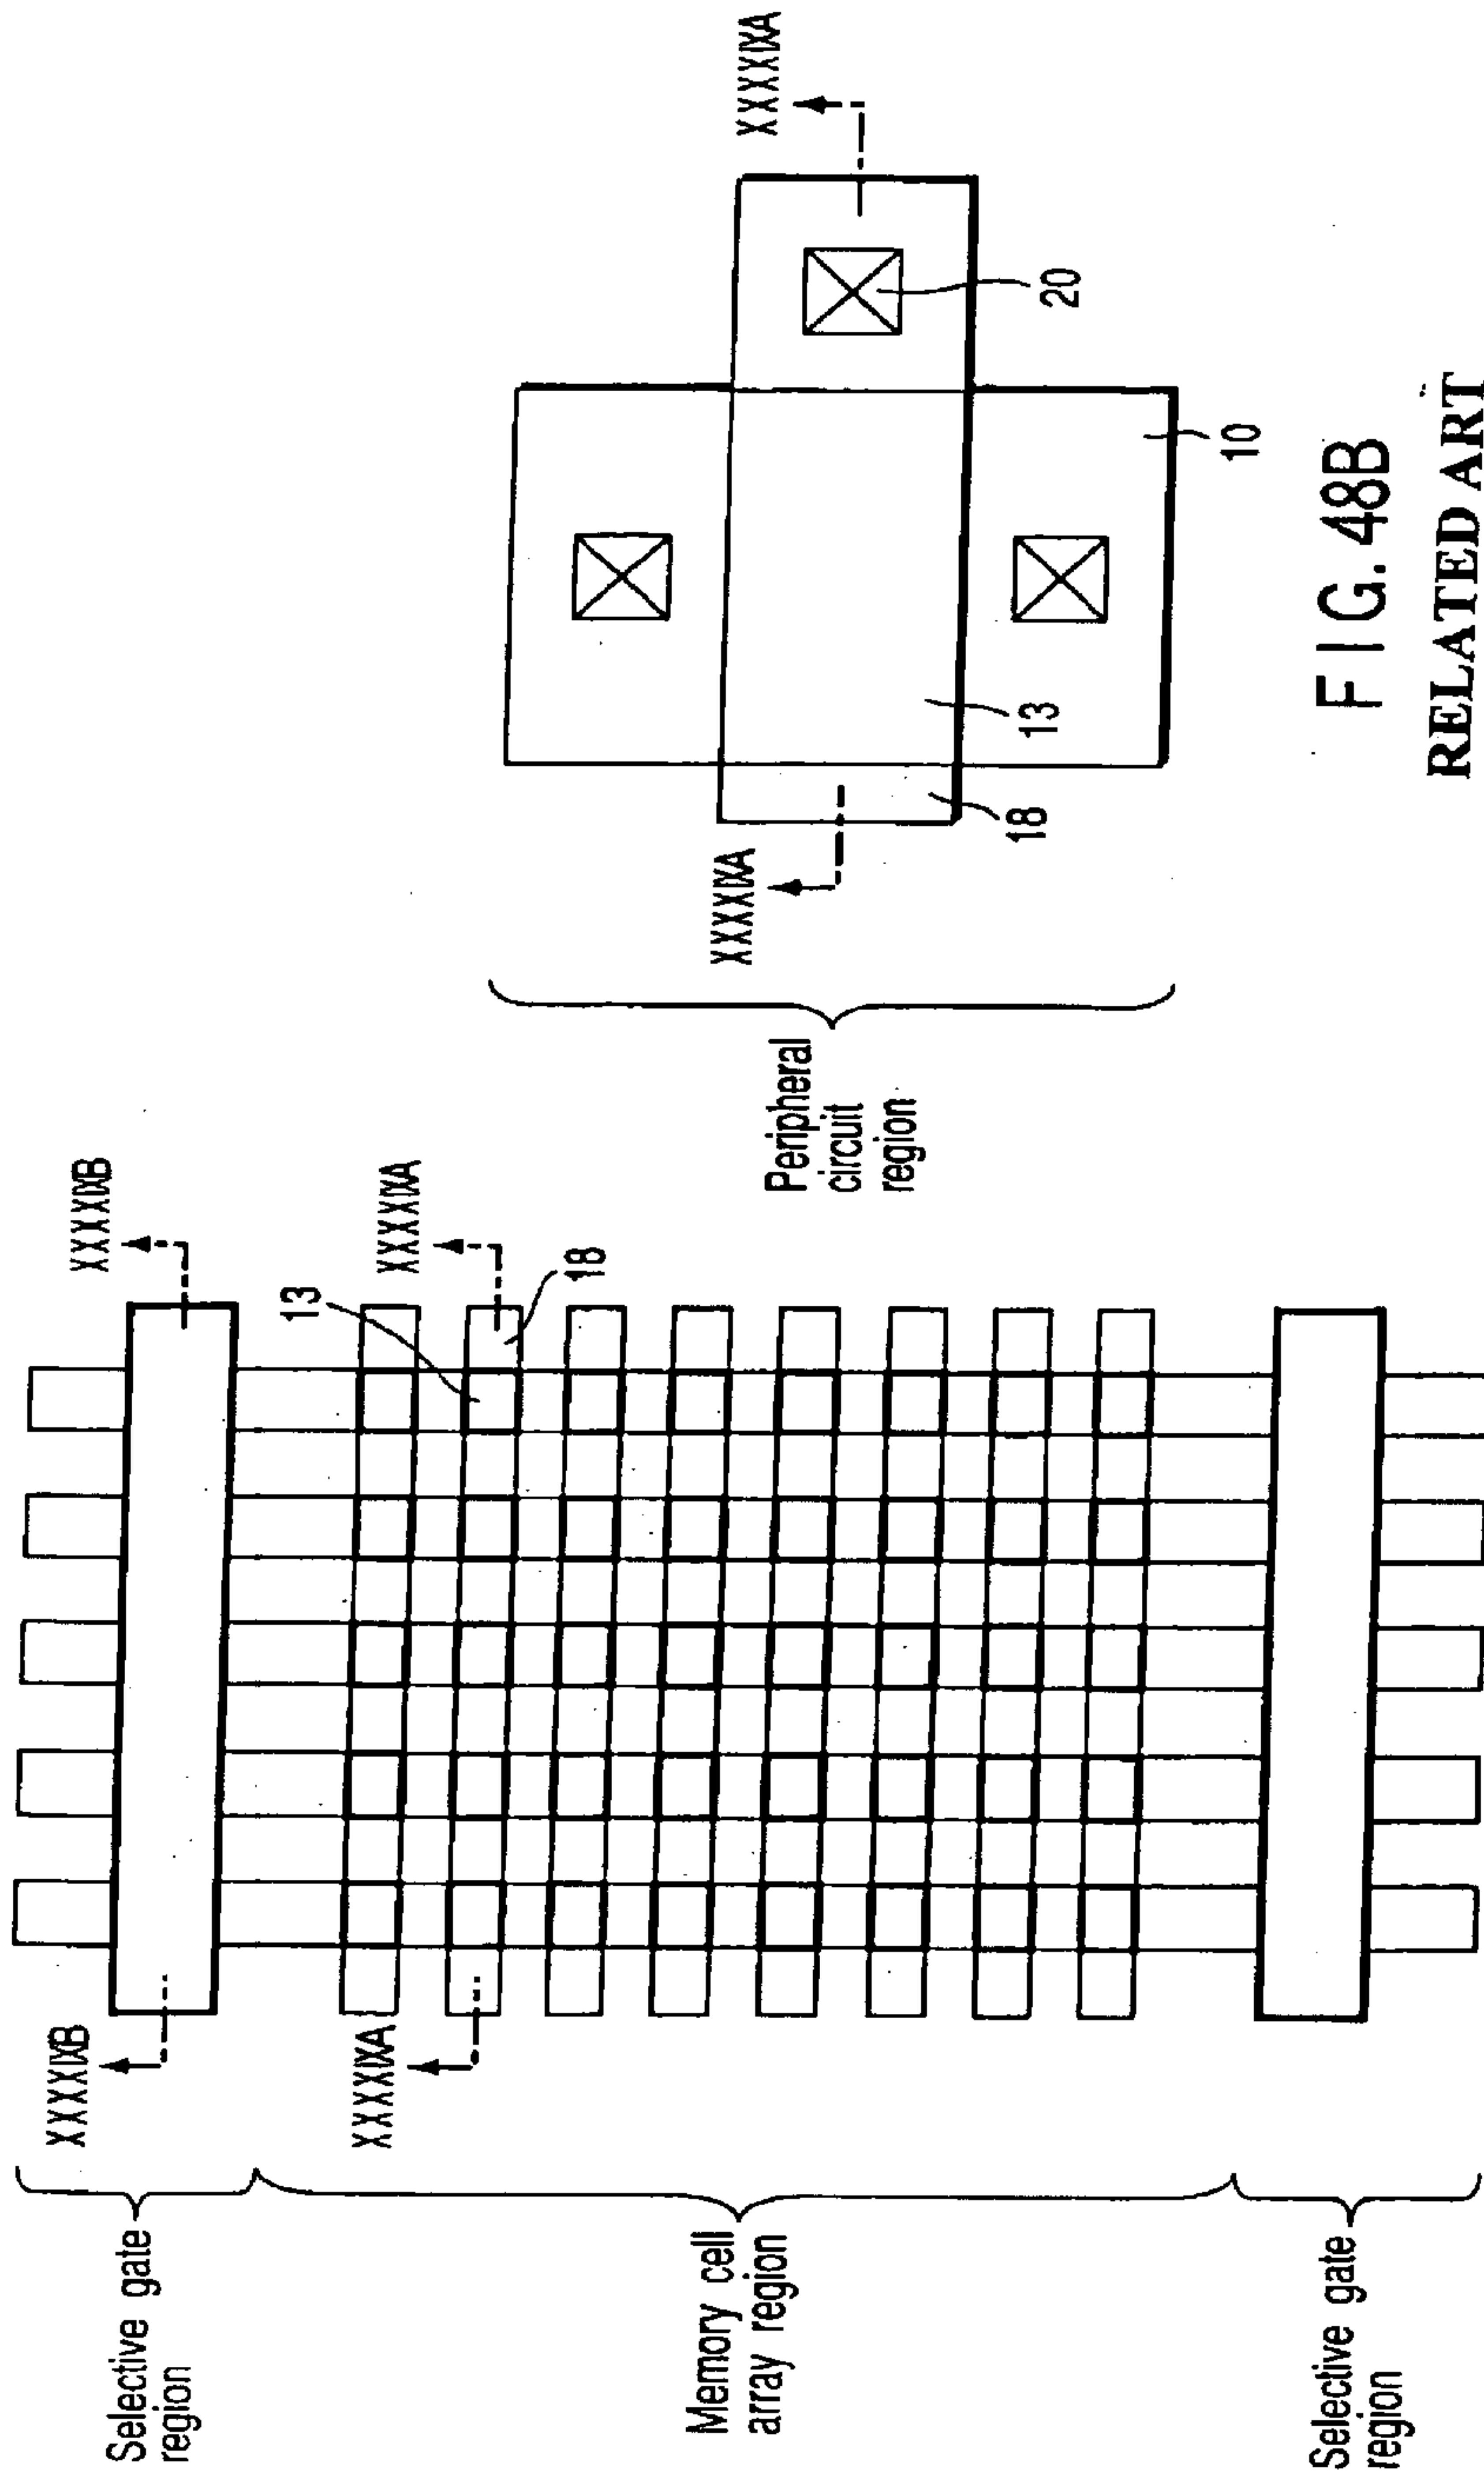 Selective gate
region
Memory cell
array region
Selective gate
region
XXXXIXB
XXXXIXB
XXXXIXA
XXXXIXA
13
18
Peripheral
circuit
region
XXXXIXA
XXXXIXA
18
13
20
10
FIG. 48B
RELATED ART